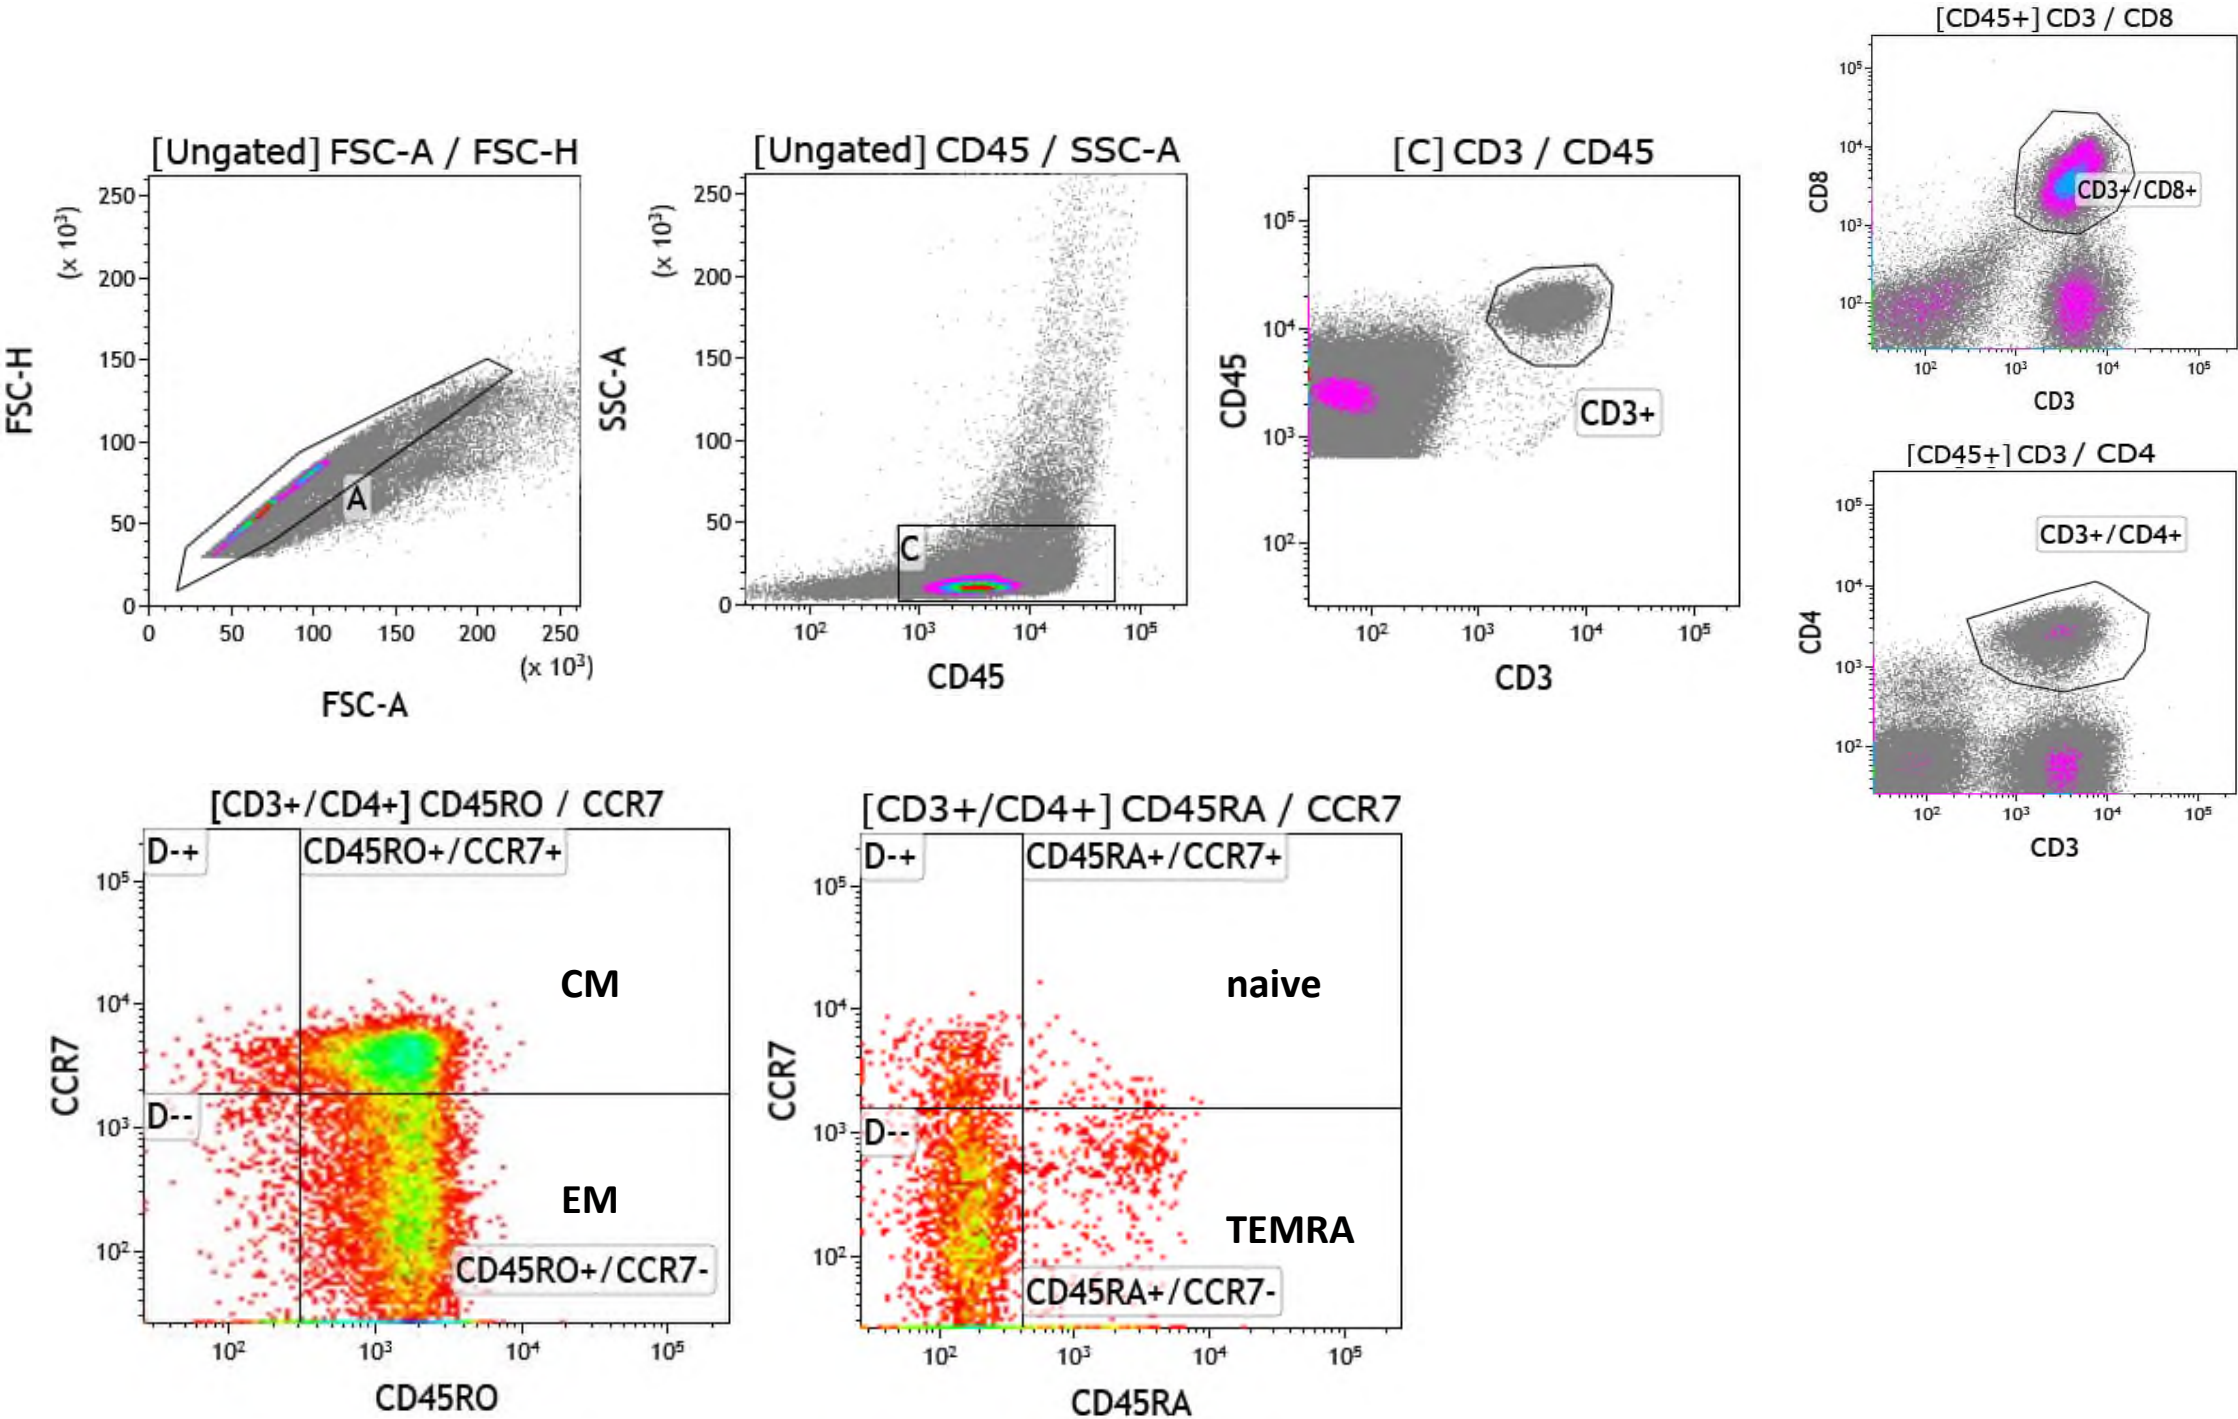 [Ungated] FSC-A / FSC-H
(x 10³)
250
200
150
100
50
0
FSC-H
A
0 50 100 150 200 250
(x 10³)
FSC-A
[Ungated] CD45 / SSC-A
(x 10³)
250
200
150
100
50
0
SSC-A
C
10² 10³ 10⁴ 10⁵
CD45
[C] CD3 / CD45
10⁵
10⁴
10³
10²
CD45
CD3+
10² 10³ 10⁴ 10⁵
CD3
[CD45+] CD3 / CD8
10⁵
10⁴
10³
10²
CD8
CD3+/CD8+
10² 10³ 10⁴ 10⁵
CD3
[CD45+] CD3 / CD4
10⁵
10⁴
10³
10²
CD4
CD3+/CD4+
10² 10³ 10⁴ 10⁵
CD3
[CD3+/CD4+] CD45RO / CCR7
D-+ CD45RO+/CCR7+
10⁵
10⁴
10³
10²
CCR7
CM
D--
EM
CD45RO+/CCR7-
10² 10³ 10⁴ 10⁵
CD45RO
[CD3+/CD4+] CD45RA / CCR7
D-+ CD45RA+/CCR7+
10⁵
10⁴
10³
10²
CCR7
naive
D--
TEMRA
CD45RA+/CCR7-
10² 10³ 10⁴ 10⁵
CD45RA